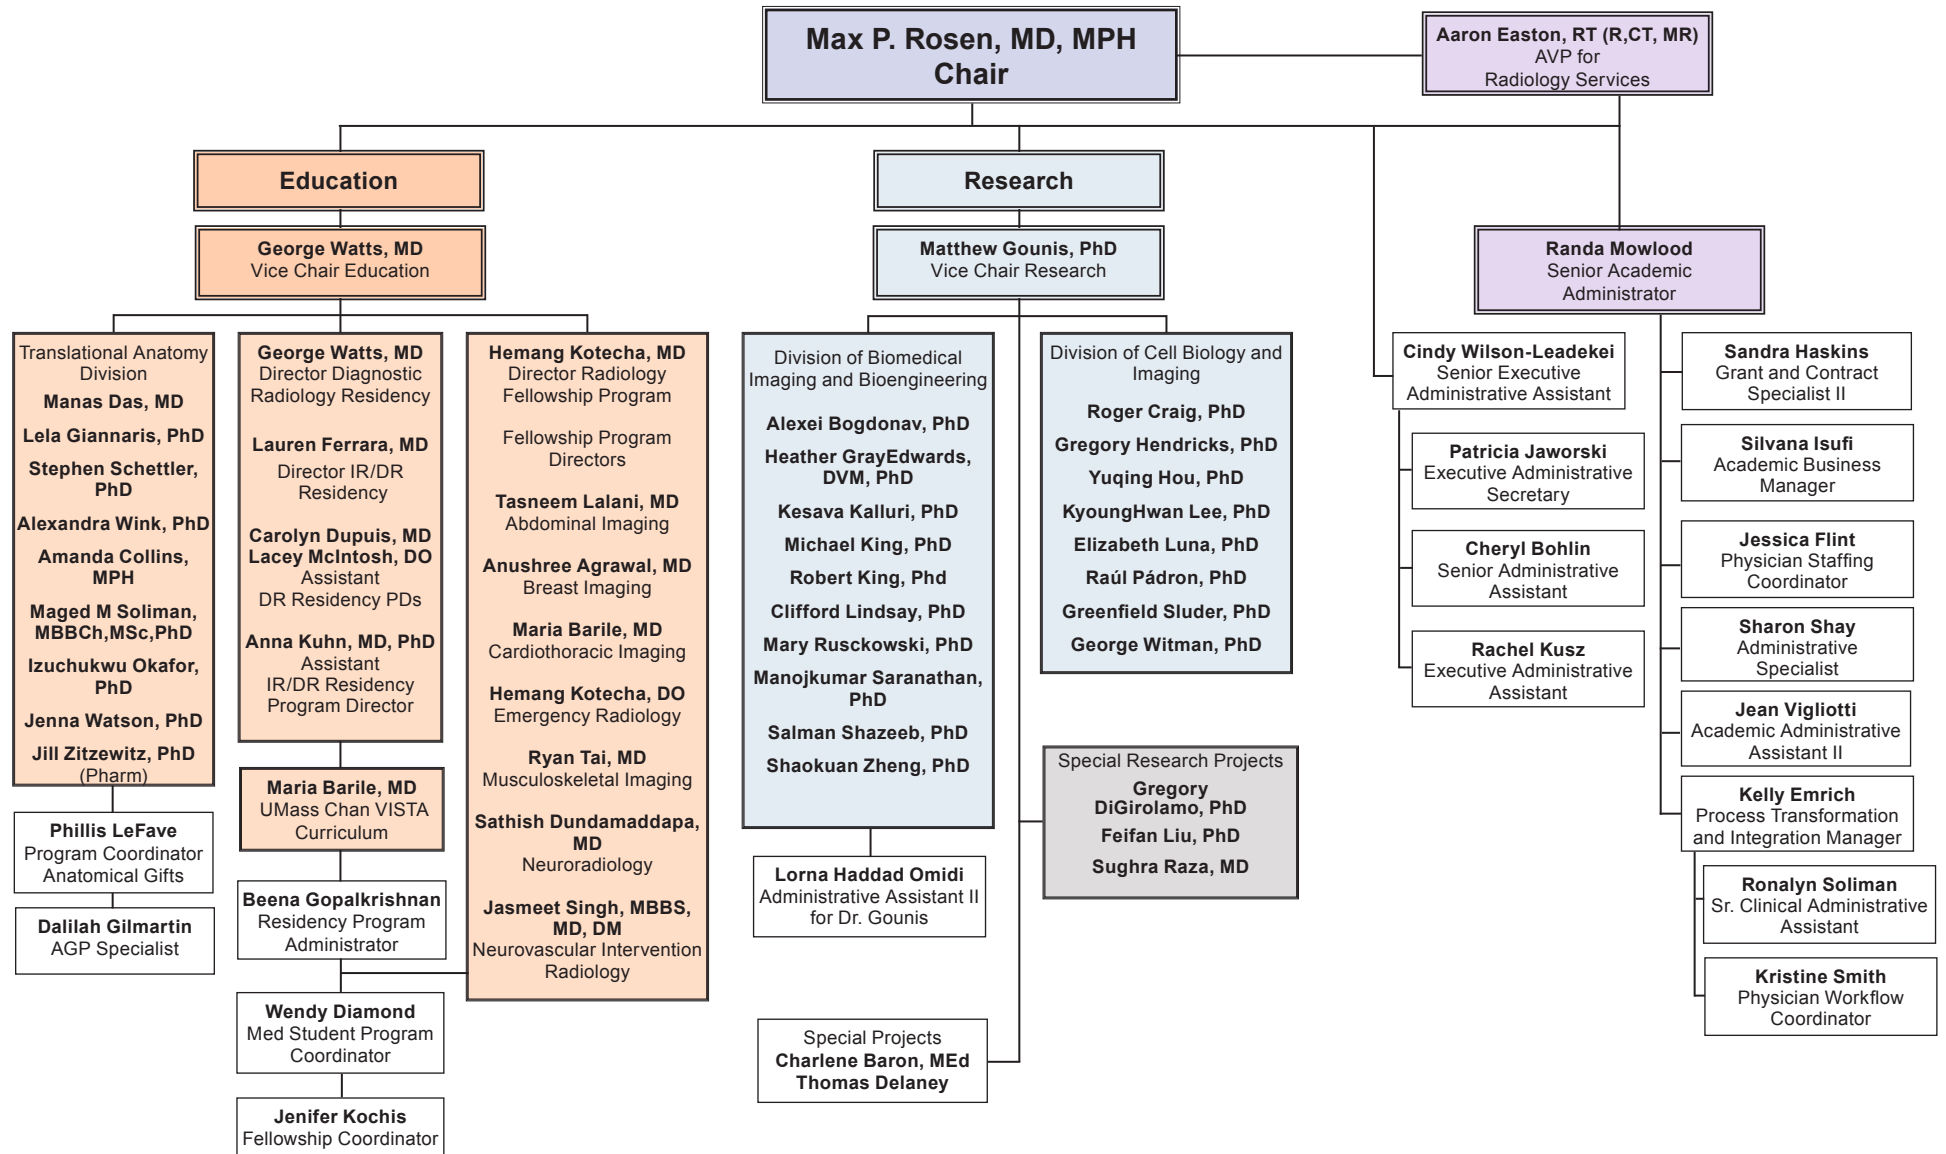 Max P. Rosen, MD, MPH
Chair
Aaron Easton, RT (R,CT, MR)
AVP for
Radiology Services
Education
Research
George Watts, MD
Vice Chair Education
Matthew Gounis, PhD
Vice Chair Research
Randa Mowlood
Senior Academic
Administrator
Translational Anatomy
Division
Manas Das, MD
Lela Giannaris, PhD
Stephen Schettler,
PhD
Alexandra Wink, PhD
Amanda Collins,
MPH
Maged M Soliman,
MBBCh,MSc,PhD
Izuchukwu Okafor,
PhD
Jenna Watson, PhD
Jill Zitzewitz, PhD
(Pharm)
Phillis LeFave
Program Coordinator
Anatomical Gifts
Dalilah Gilmartin
AGP Specialist
George Watts, MD
Director Diagnostic
Radiology Residency
Lauren Ferrara, MD
Director IR/DR
Residency
Carolyn Dupuis, MD
Lacey McIntosh, DO
Assistant
DR Residency PDs
Anna Kuhn, MD, PhD
Assistant
IR/DR Residency
Program Director
Maria Barile, MD
UMass Chan VISTA
Curriculum
Beena Gopalkrishnan
Residency Program
Administrator
Wendy Diamond
Med Student Program
Coordinator
Jenifer Kochis
Fellowship Coordinator
Hemang Kotecha, MD
Director Radiology
Fellowship Program
Fellowship Program
Directors
Tasneem Lalani, MD
Abdominal Imaging
Anushree Agrawal, MD
Breast Imaging
Maria Barile, MD
Cardiothoracic Imaging
Hemang Kotecha, DO
Emergency Radiology
Ryan Tai, MD
Musculoskeletal Imaging
Sathish Dundamaddapa,
MD
Neuroradiology
Jasmeet Singh, MBBS,
MD, DM
Neurovascular Intervention
Radiology
Division of Biomedical
Imaging and Bioengineering
Alexei Bogdonav, PhD
Heather GrayEdwards,
DVM, PhD
Kesava Kalluri, PhD
Michael King, PhD
Robert King, Phd
Clifford Lindsay, PhD
Mary Rusckowski, PhD
Manojkumar Saranathan,
PhD
Salman Shazeeb, PhD
Shaokuan Zheng, PhD
Lorna Haddad Omidi
Administrative Assistant II
for Dr. Gounis
Special Projects
Charlene Baron, MEd
Thomas Delaney
Division of Cell Biology and
Imaging
Roger Craig, PhD
Gregory Hendricks, PhD
Yuqing Hou, PhD
KyoungHwan Lee, PhD
Elizabeth Luna, PhD
Raúl Pádron, PhD
Greenfield Sluder, PhD
George Witman, PhD
Special Research Projects
Gregory
DiGirolamo, PhD
Feifan Liu, PhD
Sughra Raza, MD
Cindy Wilson-Leadekei
Senior Executive
Administrative Assistant
Patricia Jaworski
Executive Administrative
Secretary
Cheryl Bohlin
Senior Administrative
Assistant
Rachel Kusz
Executive Administrative
Assistant
Sandra Haskins
Grant and Contract
Specialist II
Silvana Isufi
Academic Business
Manager
Jessica Flint
Physician Staffing
Coordinator
Sharon Shay
Administrative
Specialist
Jean Vigliotti
Academic Administrative
Assistant II
Kelly Emrich
Process Transformation
and Integration Manager
Ronalyn Soliman
Sr. Clinical Administrative
Assistant
Kristine Smith
Physician Workflow
Coordinator